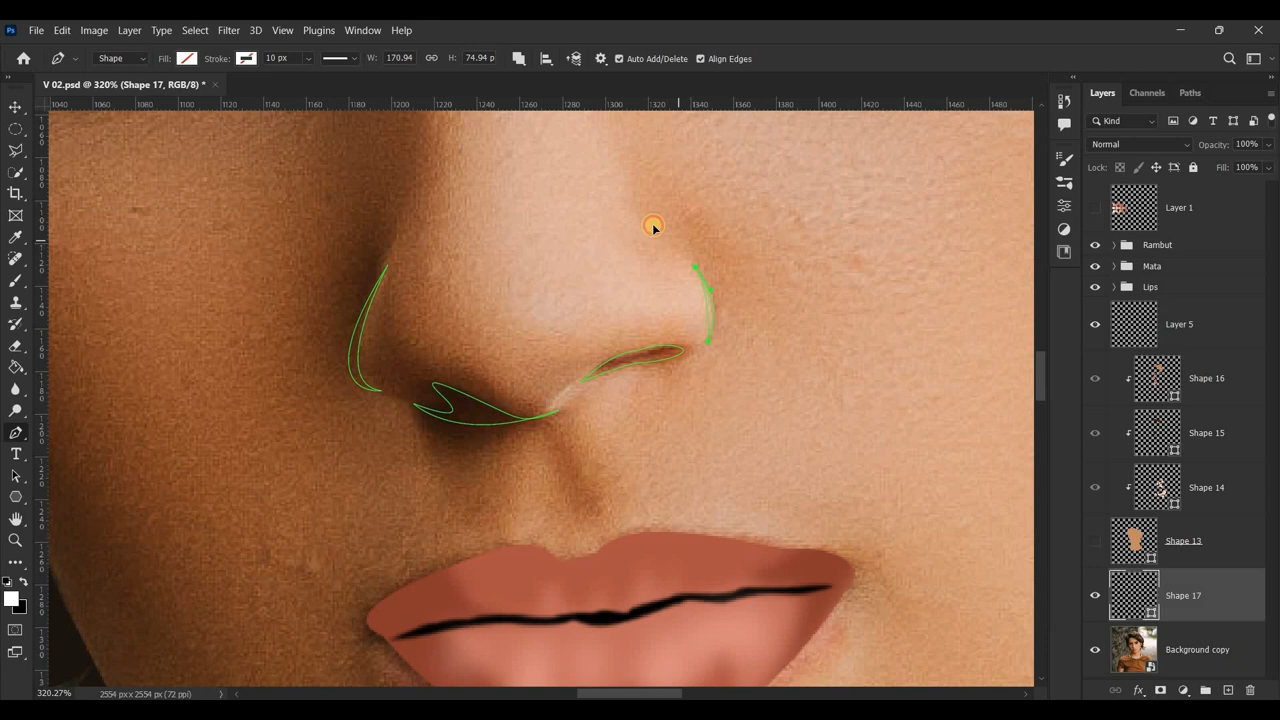 Ps File Edit Image Layer Type Select Filter 3D View Plugins Window Help
Shape Fill: Stroke: 10 px W: 170.94 H: 74.94 p Auto Add/Delete Align Edges
V 02.psd @ 320% (Shape 17, RGB/8) *
Layers Channels Paths
1040 1060 1080 1100 1120 1140 1160 1180 1200 1220 1240 1260 1280 1300 1320 1340 1360 1380 1400 1420 1440 1460 1480
Kind
Normal Opacity: 100%
Lock: Fill: 100%
Layer 1
Rambut
Mata
Lips
Layer 5
Shape 16
Shape 15
Shape 14
Shape 13
Shape 17
Background copy
320.27% 2554 px x 2554 px (72 ppi)